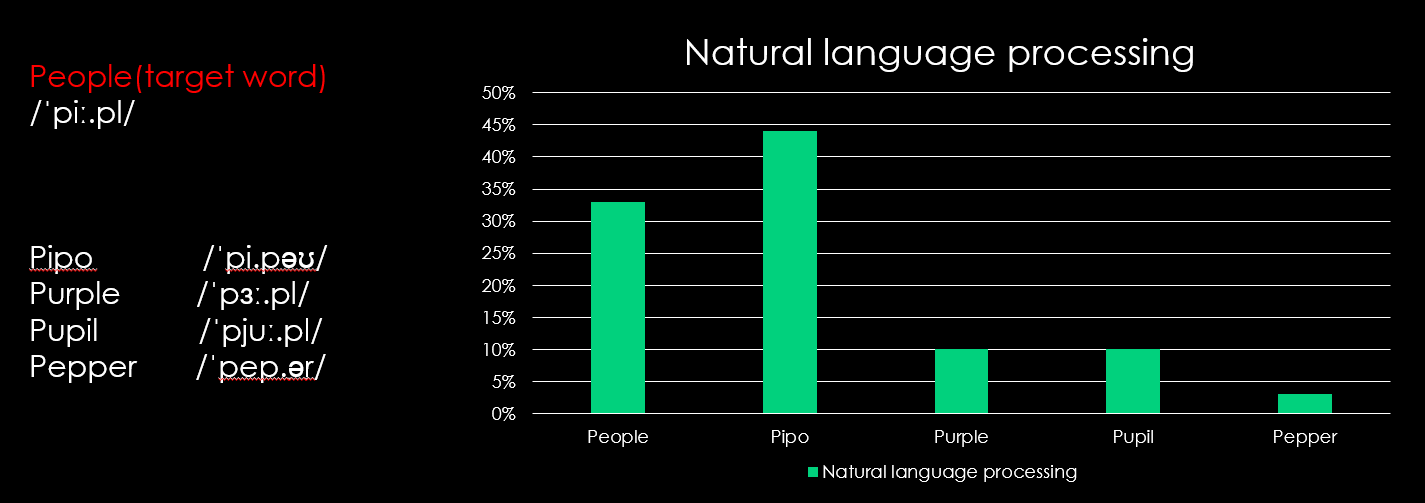 People(target word)
/ˈpiː.pl/
Pipo /ˈpi.pəʊ/
Purple /ˈpɜː.pl/
Pupil /ˈpjuː.pl/
Pepper /ˈpep.ər/
Natural language processing
50%
45%
40%
35%
30%
25%
20%
15%
10%
5%
0%
People Pipo Purple Pupil Pepper
Natural language processing